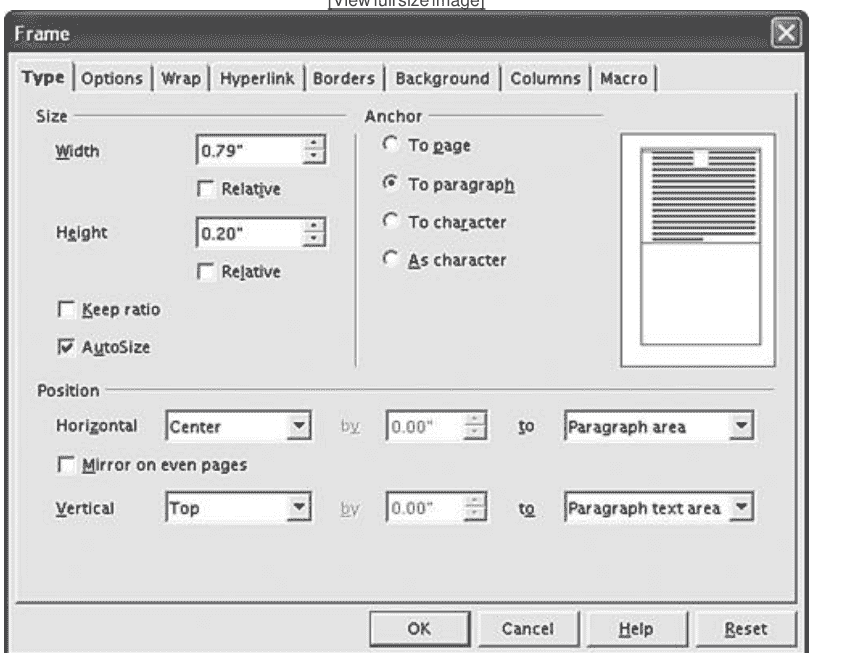 [View full size image]
Frame
Type Options Wrap Hyperlink Borders Background Columns Macro
Size
Anchor
Width 0.79"
To page
Relative
To paragraph
Height 0.20"
To character
Relative
As character
Keep ratio
AutoSize
Position
Horizontal Center by 0.00" to Paragraph area
Mirror on even pages
Vertical Top by 0.00" to Paragraph text area
OK Cancel Help Reset